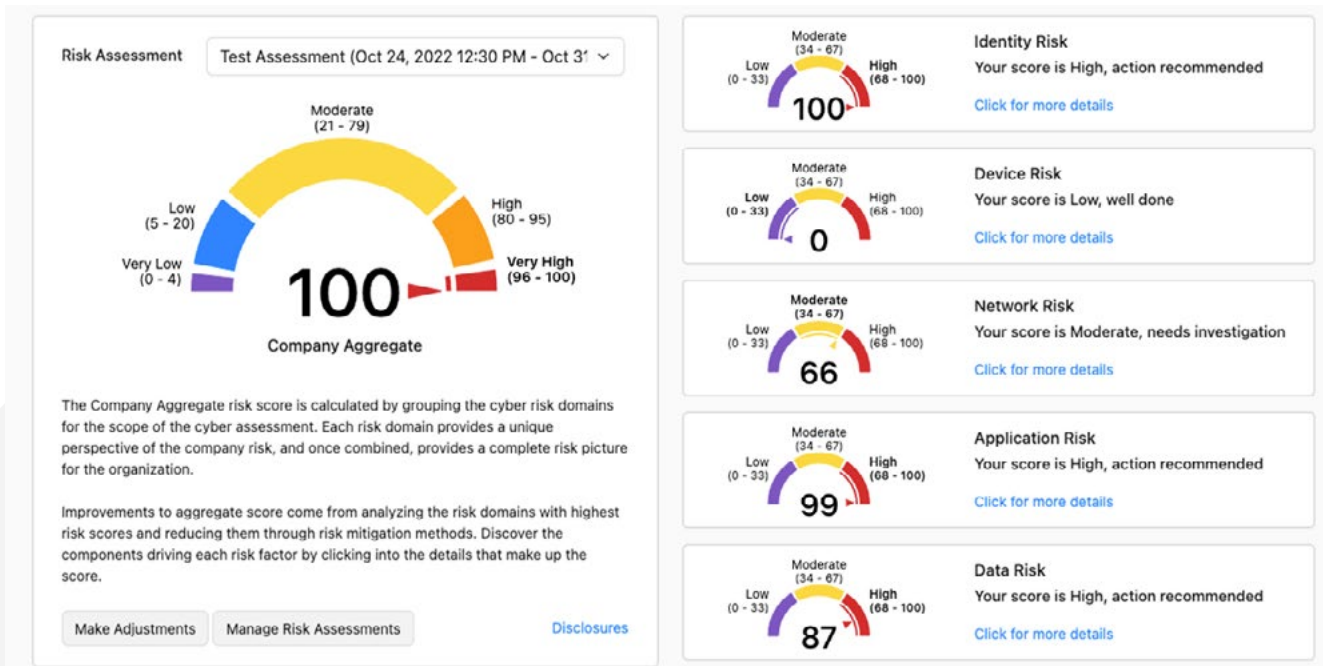 Risk Assessment
Test Assessment (Oct 24, 2022 12:30 PM - Oct 31
Moderate
(21 - 79)
Low
(5 - 20)
High
(80 - 95)
Very Low
(0 - 4)
Very High
(96 - 100)
100
Company Aggregate
The Company Aggregate risk score is calculated by grouping the cyber risk domains
for the scope of the cyber assessment. Each risk domain provides a unique
perspective of the company risk, and once combined, provides a complete risk picture
for the organization.
Improvements to aggregate score come from analyzing the risk domains with highest
risk scores and reducing them through risk mitigation methods. Discover the
components driving each risk factor by clicking into the details that make up the
score.
Make Adjustments
Manage Risk Assessments
Disclosures
Moderate
(34 - 67)
Low
(0 - 33)
High
(68 - 100)
100
Identity Risk
Your score is High, action recommended
Click for more details
Moderate
(34 - 67)
Low
(0 - 33)
High
(68 - 100)
0
Device Risk
Your score is Low, well done
Click for more details
Moderate
(34 - 67)
Low
(0 - 33)
High
(68 - 100)
66
Network Risk
Your score is Moderate, needs investigation
Click for more details
Moderate
(34 - 67)
Low
(0 - 33)
High
(68 - 100)
99
Application Risk
Your score is High, action recommended
Click for more details
Moderate
(34 - 67)
Low
(0 - 33)
High
(68 - 100)
87
Data Risk
Your score is High, action recommended
Click for more details